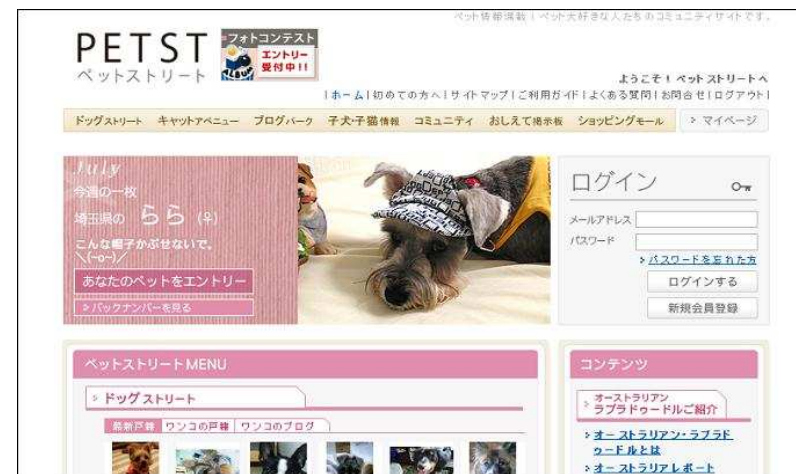 ペット情報満載！ペット大好きな人たちのコミュニティサイトです。
PETST
ペットストリート
フォトコンテスト
エントリー
受付中!!
ALBUM
ようこそ！ペットストリートへ
|ホーム|初めての方へ|サイトマップ|ご利用ガイド|よくある質問|お問合せ|ログアウト|
ドッグストリート キャットアベニュー ブログパーク 子犬・子猫情報 コミュニティ おしえて掲示板 ショッピングモール > マイページ
July
今週の一枚
埼玉県の らら (♀)
こんな帽子かぶせないで。
＼(~o~)／
あなたのペットをエントリー
> バックナンバーを見る
ログイン
メールアドレス
パスワード
> パスワードを忘れた方
ログインする
新規会員登録
ペットストリートMENU
> ドッグストリート
最新戸籍 ワンコの戸籍 ワンコのブログ
コンテンツ
> オーストラリアン
ラブラドゥードルご紹介
> オーストラリアン・ラブラド
ゥードルとは
> オーストラリアレポート